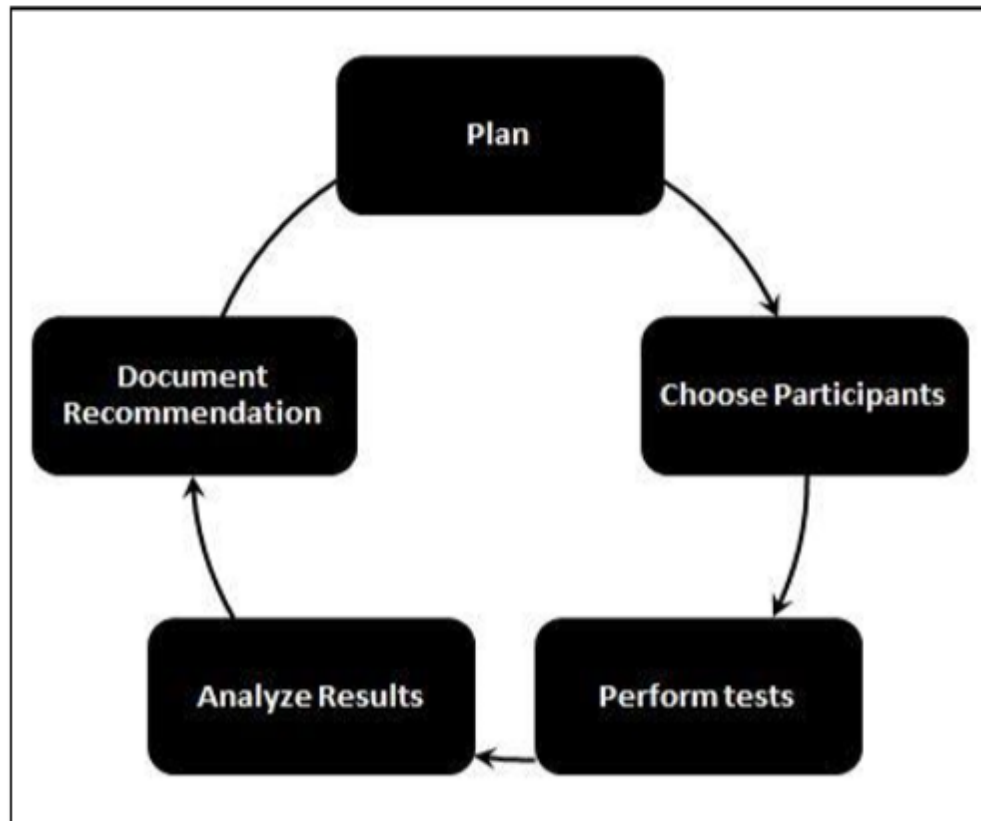 Plan
Choose Participants
Perform tests
Analyze Results
Document
Recommendation